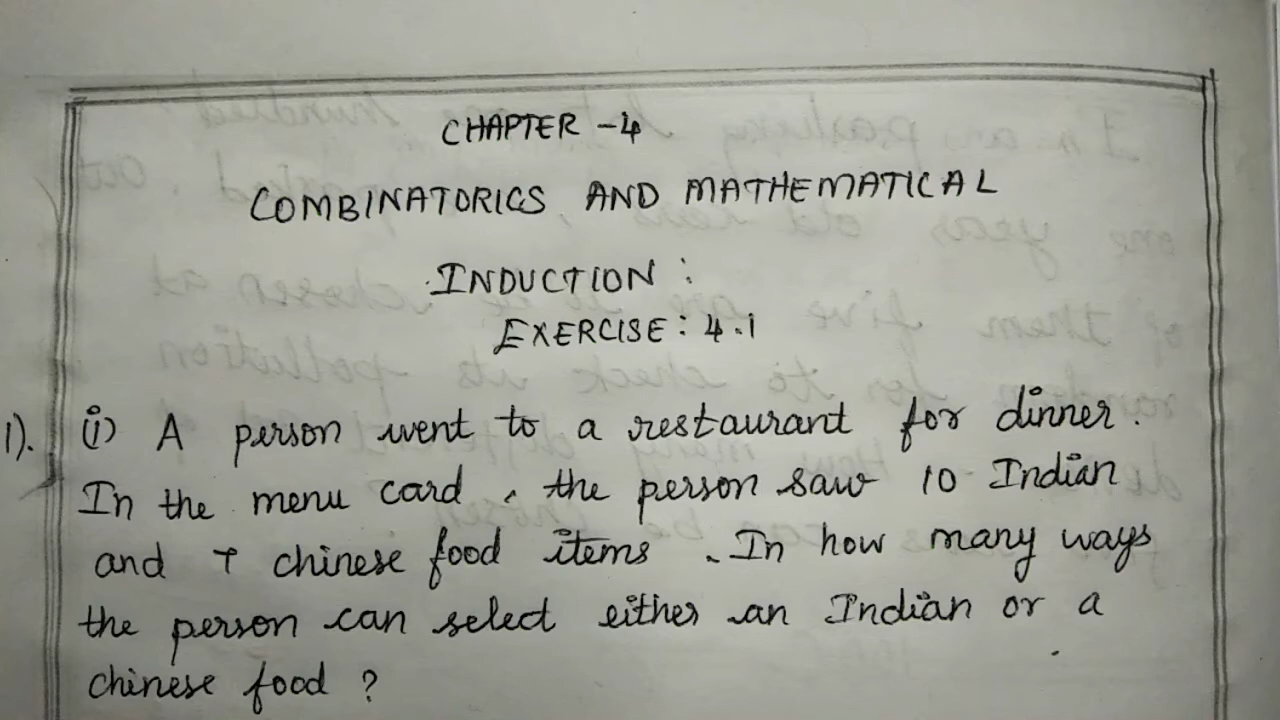 CHAPTER -4
COMBINATORICS AND MATHEMATICAL
INDUCTION :
EXERCISE : 4.1
1). (i) A person went to a restaurant for dinner.
In the menu card, the person saw 10 Indian
and 7 chinese food items. In how many ways
the person can select either an Indian or a
chinese food ?